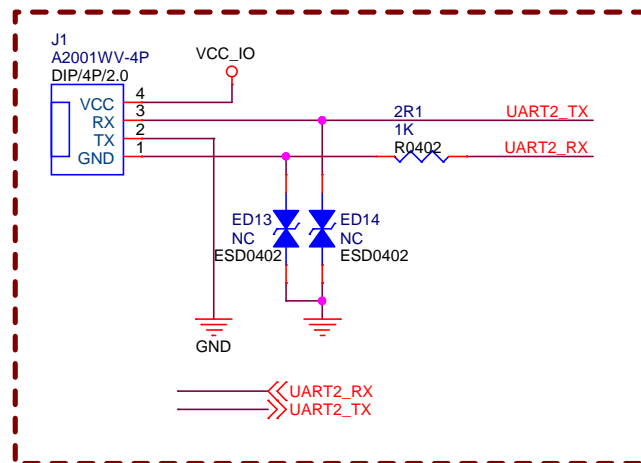 J1
A2001WV-4P
DIP/4P/2.0
VCC_IO
VCC 4
RX 3
TX 2
GND 1
2R1
1K
R0402
UART2_TX
UART2_RX
ED13
NC
ESD0402
ED14
NC
ESD0402
GND
UART2_RX
UART2_TX